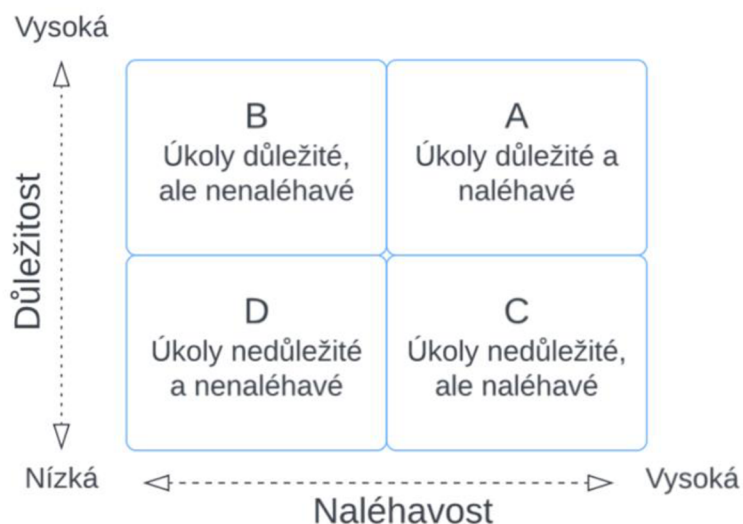 Vysoká
Důležitost
B
Úkoly důležité,
ale nenaléhavé
A
Úkoly důležité a
naléhavé
D
Úkoly nedůležité
a nenaléhavé
C
Úkoly nedůležité,
ale naléhavé
Nízká
Vysoká
Naléhavost